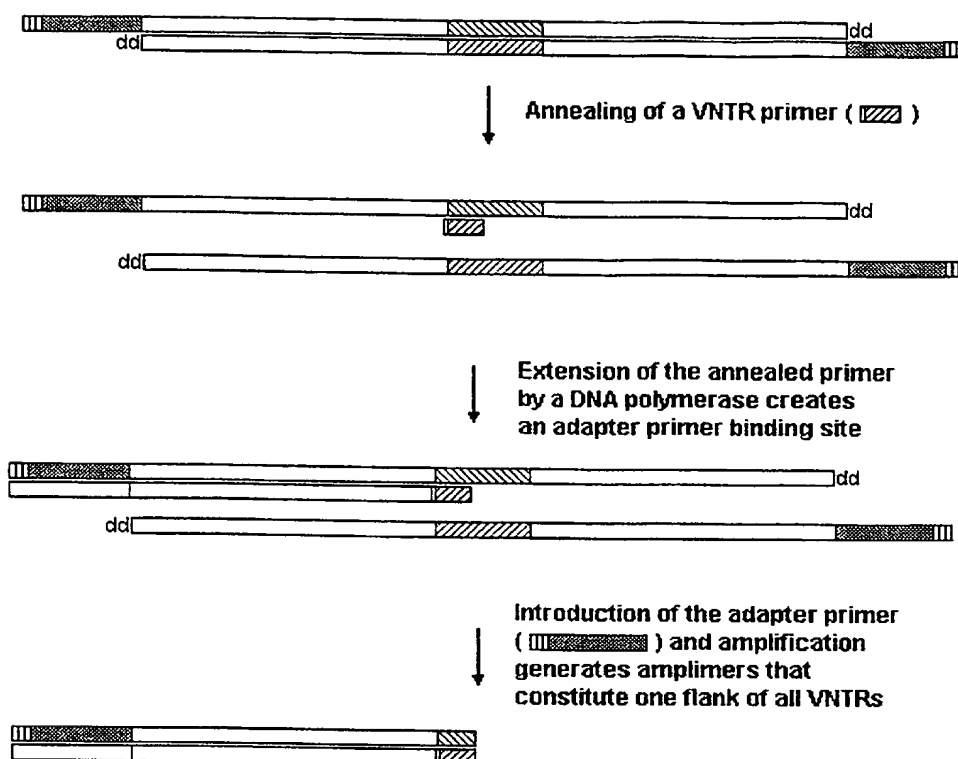 dd
dd
Annealing of a VNTR primer ( )
dd
dd
Extension of the annealed primer
by a DNA polymerase creates
an adapter primer binding site
dd
dd
Introduction of the adapter primer
( ) and amplification
generates amplimers that
constitute one flank of all VNTRs